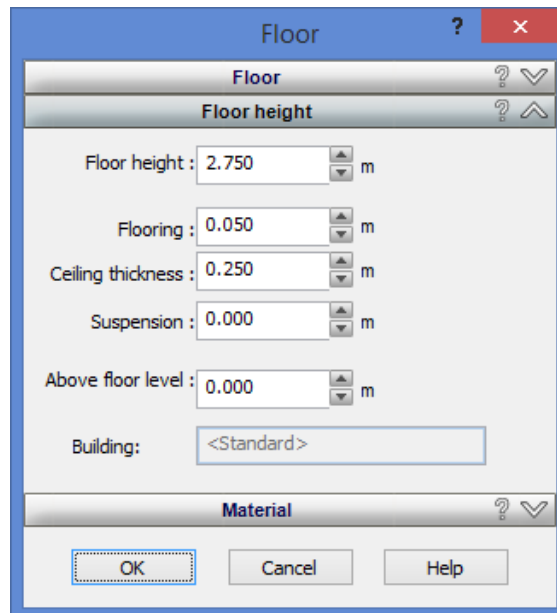 Floor ? ×
Floor ?
Floor height ?
Floor height : 2.750 m
Flooring : 0.050 m
Ceiling thickness : 0.250 m
Suspension : 0.000 m
Above floor level : 0.000 m
Building: <Standard>
Material ?
OK Cancel Help